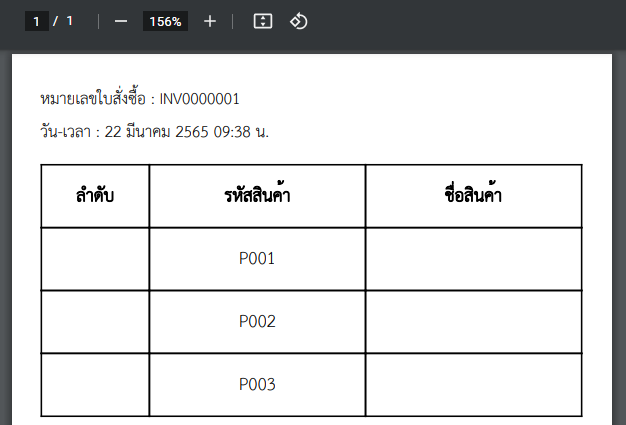 1 / 1 156%
หมายเลขใบสั่งซื้อ : INV0000001
วัน-เวลา : 22 มีนาคม 2565 09:38 น.
ลำดับ รหัสสินค้า ชื่อสินค้า
P001
P002
P003